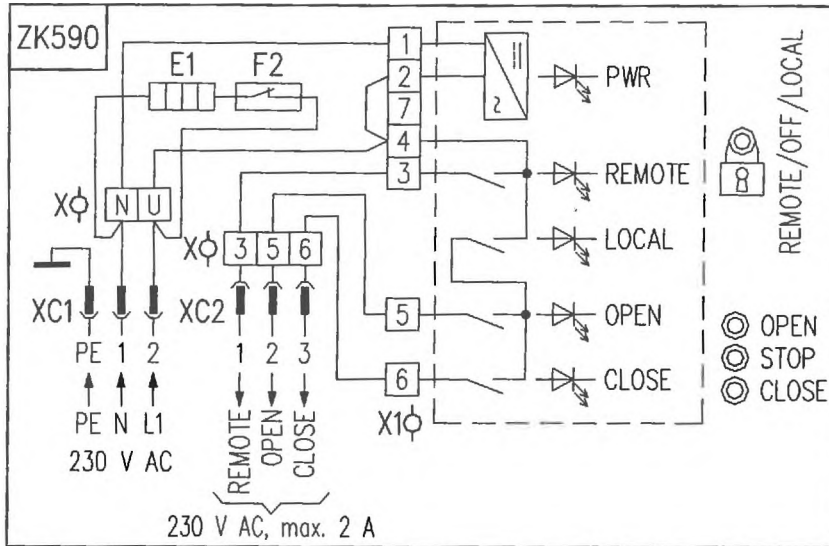 ZK590
E1 F2
1
2
7
4
3
PWR
REMOTE
LOCAL
OPEN
CLOSE
REMOTE/OFF/LOCAL
OPEN
STOP
CLOSE
X N U
X 3 5 6
5
6
X1
XC1
PE 1 2
PE N L1
230 V AC
XC2
1 2 3
REMOTE
OPEN
CLOSE
230 V AC, max. 2 A